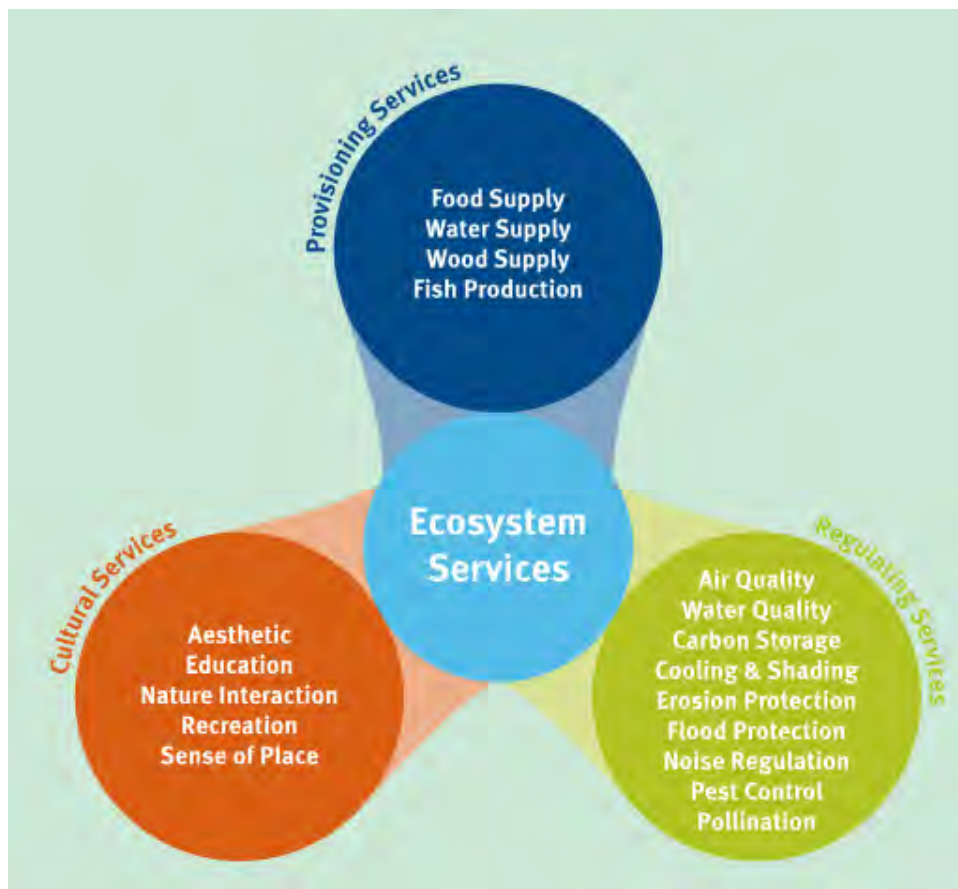 Provisioning Services
Food Supply
Water Supply
Wood Supply
Fish Production
Ecosystem
Services
Cultural Services
Aesthetic
Education
Nature Interaction
Recreation
Sense of Place
Regulating Services
Air Quality
Water Quality
Carbon Storage
Cooling & Shading
Erosion Protection
Flood Protection
Noise Regulation
Pest Control
Pollination